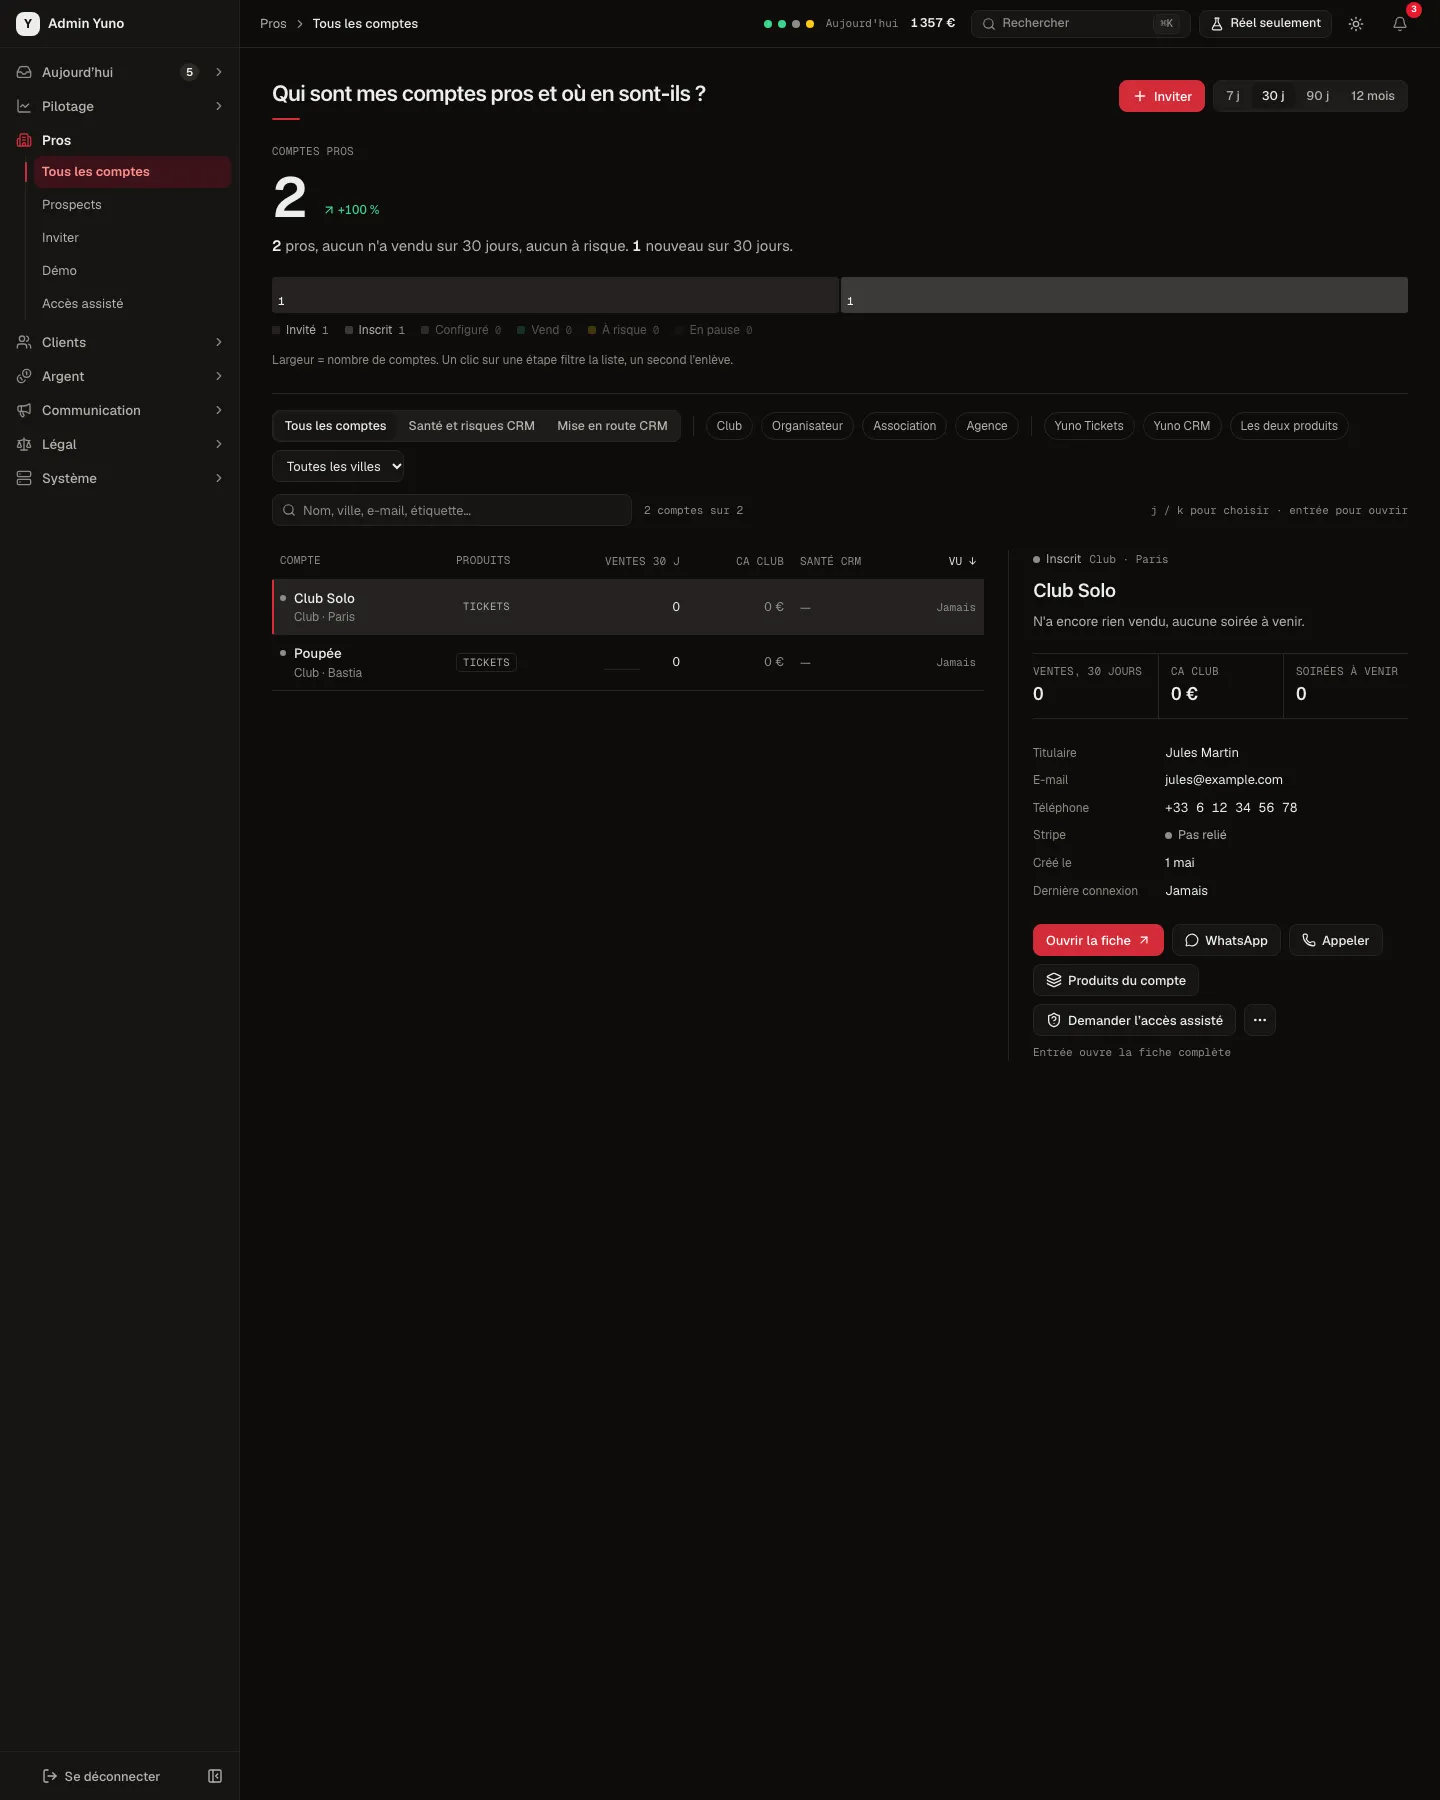 Y Admin Yuno
Aujourd'hui 5
Pilotage
Pros
Tous les comptes
Prospects
Inviter
Démo
Accès assisté
Clients
Argent
Communication
Légal
Système
Se déconnecter
Pros > Tous les comptes
Aujourd'hui 1 357 €
Rechercher ⌘K
Réel seulement
3
Qui sont mes comptes pros et où en sont-ils ?
+ Inviter
7 j 30 j 90 j 12 mois
COMPTES PROS
2 +100 %
2 pros, aucun n'a vendu sur 30 jours, aucun à risque. 1 nouveau sur 30 jours.
1 1
Invité 1 Inscrit 1 Configuré 0 Vend 0 À risque 0 En pause 0
Largeur = nombre de comptes. Un clic sur une étape filtre la liste, un second l'enlève.
Tous les comptes Santé et risques CRM Mise en route CRM Club Organisateur Association Agence Yuno Tickets Yuno CRM Les deux produits
Toutes les villes
Nom, ville, e-mail, étiquette… 2 comptes sur 2 j / k pour choisir · entrée pour ouvrir
COMPTE PRODUITS VENTES 30 J CA CLUB SANTÉ CRM VU ↓
Club Solo TICKETS 0 0 € — Jamais
Club · Paris
Poupée TICKETS 0 0 € — Jamais
Club · Bastia
Inscrit Club · Paris
Club Solo
N'a encore rien vendu, aucune soirée à venir.
VENTES, 30 JOURS CA CLUB SOIRÉES À VENIR
0 0 € 0
Titulaire Jules Martin
E-mail jules@example.com
Téléphone +33 6 12 34 56 78
Stripe Pas relié
Créé le 1 mai
Dernière connexion Jamais
Ouvrir la fiche WhatsApp Appeler
Produits du compte
Demander l'accès assisté ···
Entrée ouvre la fiche complète